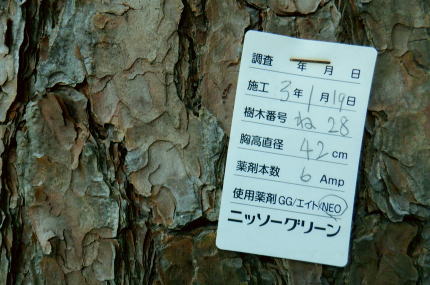 調査 年 月 日
施工 3年1月19日
樹木番号 ね 28
胸高直径 42 cm
薬剤本数 6 Amp
使用薬剤 GG/エイト/NEO
ニッソーグリーン